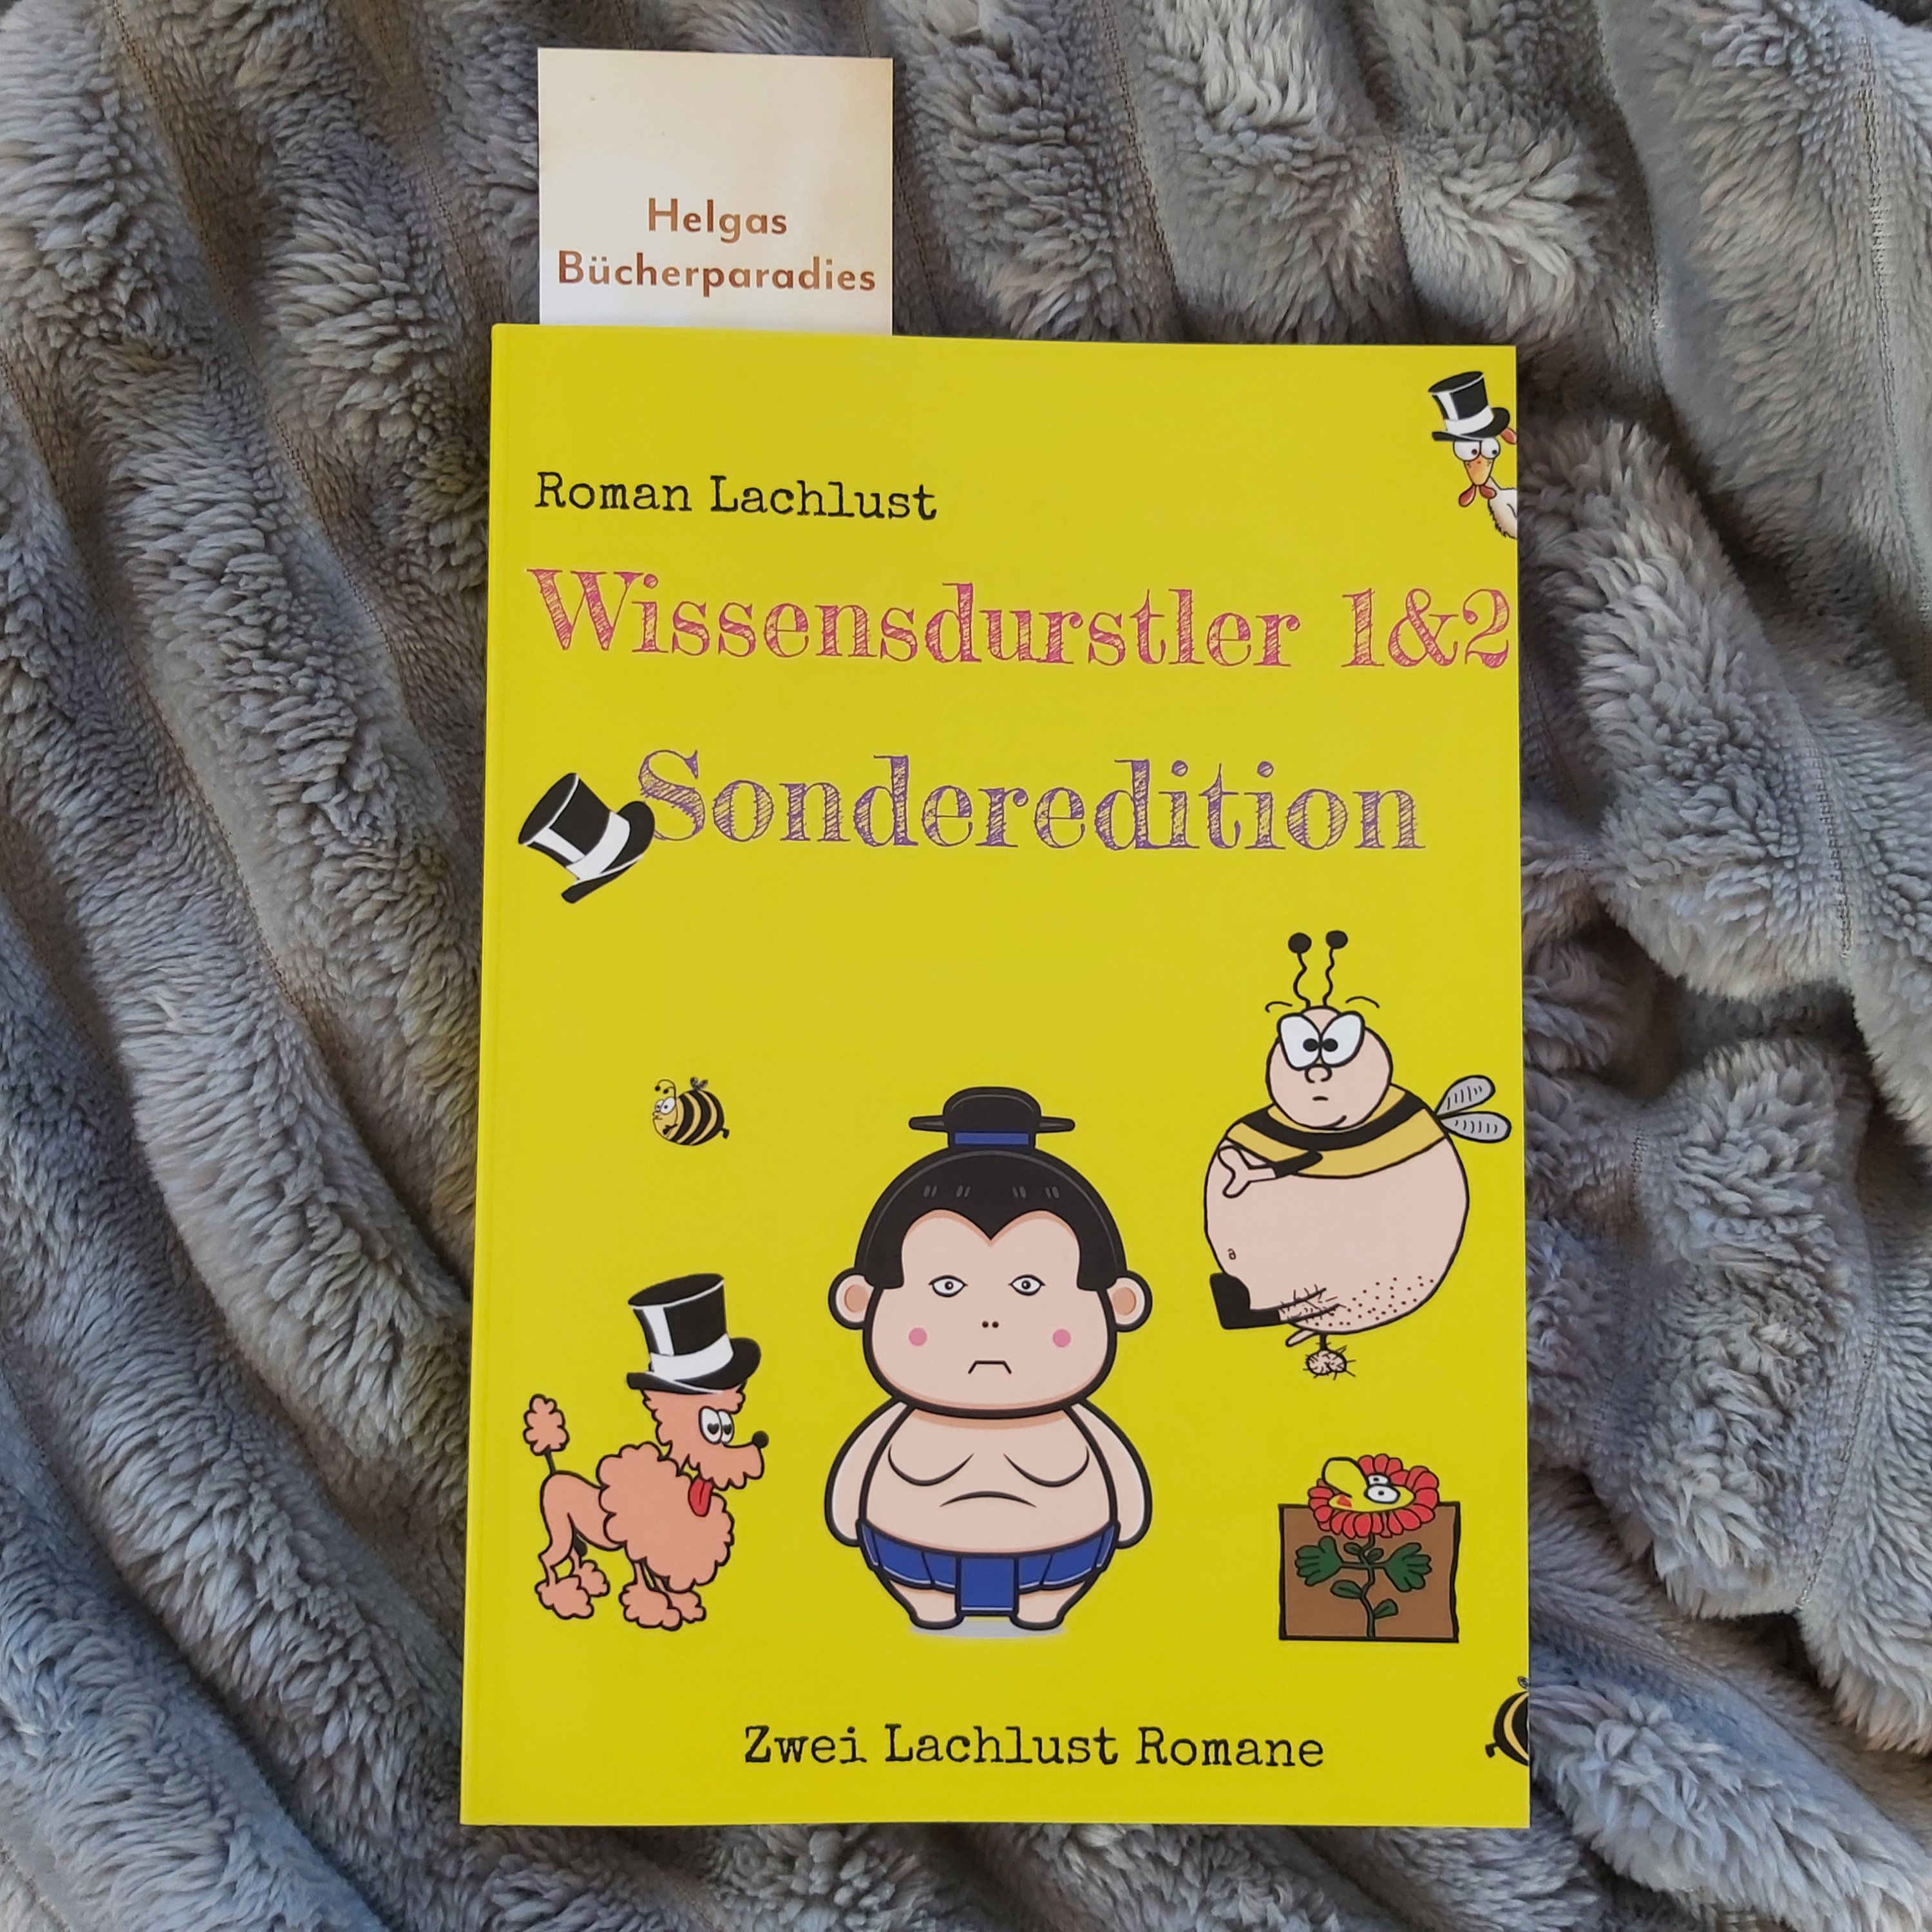 Helgas
Bücherparadies
Roman Lachlust
Wissensdurstler 1&2
Sonderedition
Zwei Lachlust Romane